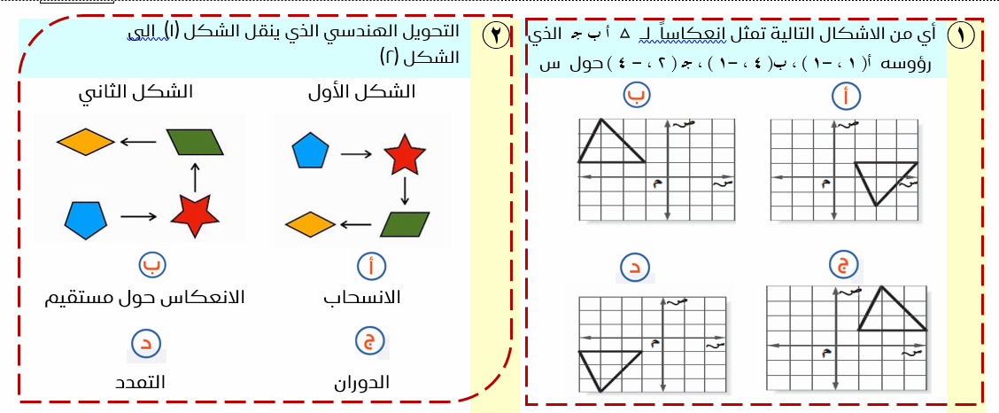 ١
أي من الاشكال التالية تمثل انعكاساً لـ △ أ ب جـ الذي
رؤوسه أ( ١ ، −١ ) ، ب( ٤ ، −١ ) ، جـ ( ٢ ، − ٤ ) حول س
أ
ب
ص
س
م
ص
س
م
ج
د
ص
س
م
ص
س
م
٢
التحويل الهندسي الذي ينقل الشكل (١) الى
الشكل (٢)
الشكل الأول
الشكل الثاني
أ
ب
الانسحاب
الانعكاس حول مستقيم
ج
د
الدوران
التمدد